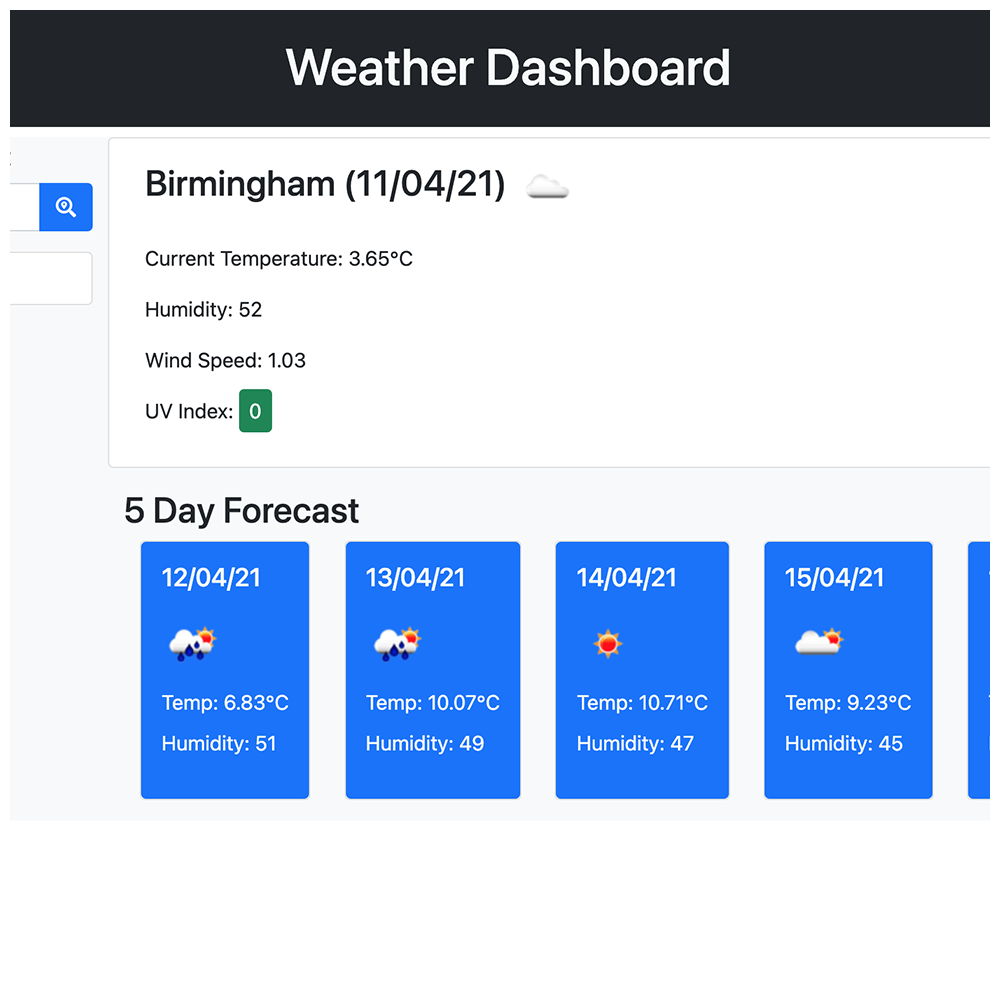 Weather Dashboard
Birmingham (11/04/21)
Current Temperature: 3.65°C
Humidity: 52
Wind Speed: 1.03
UV Index: 0
5 Day Forecast
12/04/21
Temp: 6.83°C
Humidity: 51
13/04/21
Temp: 10.07°C
Humidity: 49
14/04/21
Temp: 10.71°C
Humidity: 47
15/04/21
Temp: 9.23°C
Humidity: 45